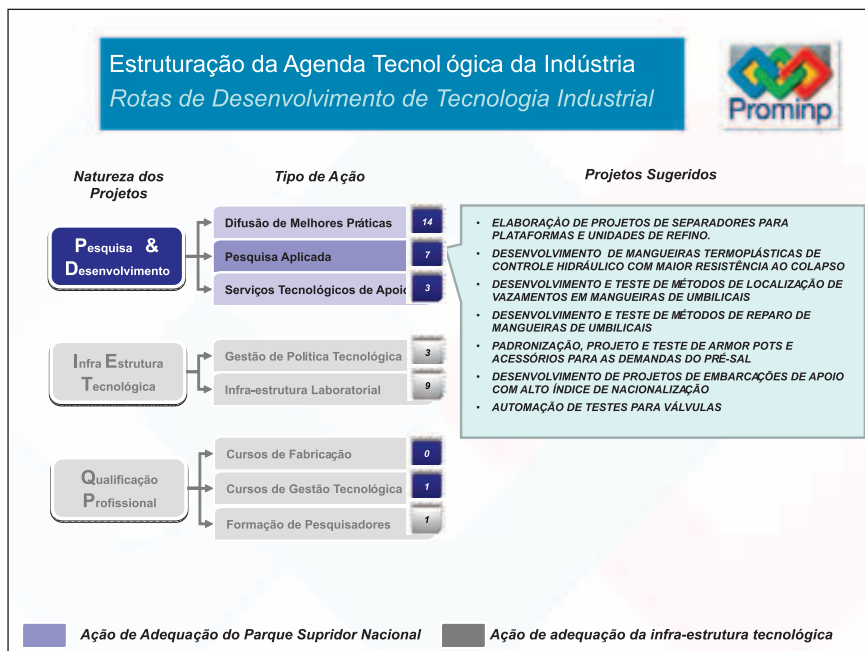 Estruturação da Agenda Tecnol ógica da Indústria
Rotas de Desenvolvimento de Tecnologia Industrial
Prominp
Natureza dos
Projetos
Tipo de Ação
Projetos Sugeridos
Pesquisa &
Desenvolvimento
Difusão de Melhores Práticas
14
Pesquisa Aplicada
7
Serviços Tecnológicos de Apoio
3
• ELABORAÇÀO DE PROJETOS DE SEPARADORES PARA
PLATAFORMAS E UNIDADES DE REFINO.
• DESENVOLVIMENTO DE MANGUEIRAS TERMOPLÁSTICAS DE
CONTROLE HIDRÁULICO COM MAIOR RESISTÊNCIA AO COLAPSO
• DESENVOLVIMENTO E TESTE DE MÉTODOS DE LOCALIZAÇÃO DE
VAZAMENTOS EM MANGUEIRAS DE UMBILICAIS
• DESENVOLVIMENTO E TESTE DE MÉTODOS DE REPARO DE
MANGUEIRAS DE UMBILICAIS
• PADRONIZAÇÃO, PROJETO E TESTE DE ARMOR POTS E
ACESSÓRIOS PARA AS DEMANDAS DO PRÉ-SAL
• DESENVOLVIMENTO DE PROJETOS DE EMBARCAÇÕES DE APOIO
COM ALTO ÍNDICE DE NACIONALIZAÇÃO
• AUTOMAÇÃO DE TESTES PARA VÁLVULAS
Infra Estrutura
Tecnológica
Gestão de Política Tecnológica
3
Infra-estrutura Laboratorial
9
Qualificação
Profissional
Cursos de Fabricação
0
Cursos de Gestão Tecnológica
1
Formação de Pesquisadores
1
Ação de Adequação do Parque Supridor Nacional
Ação de adequação da infra-estrutura tecnológica